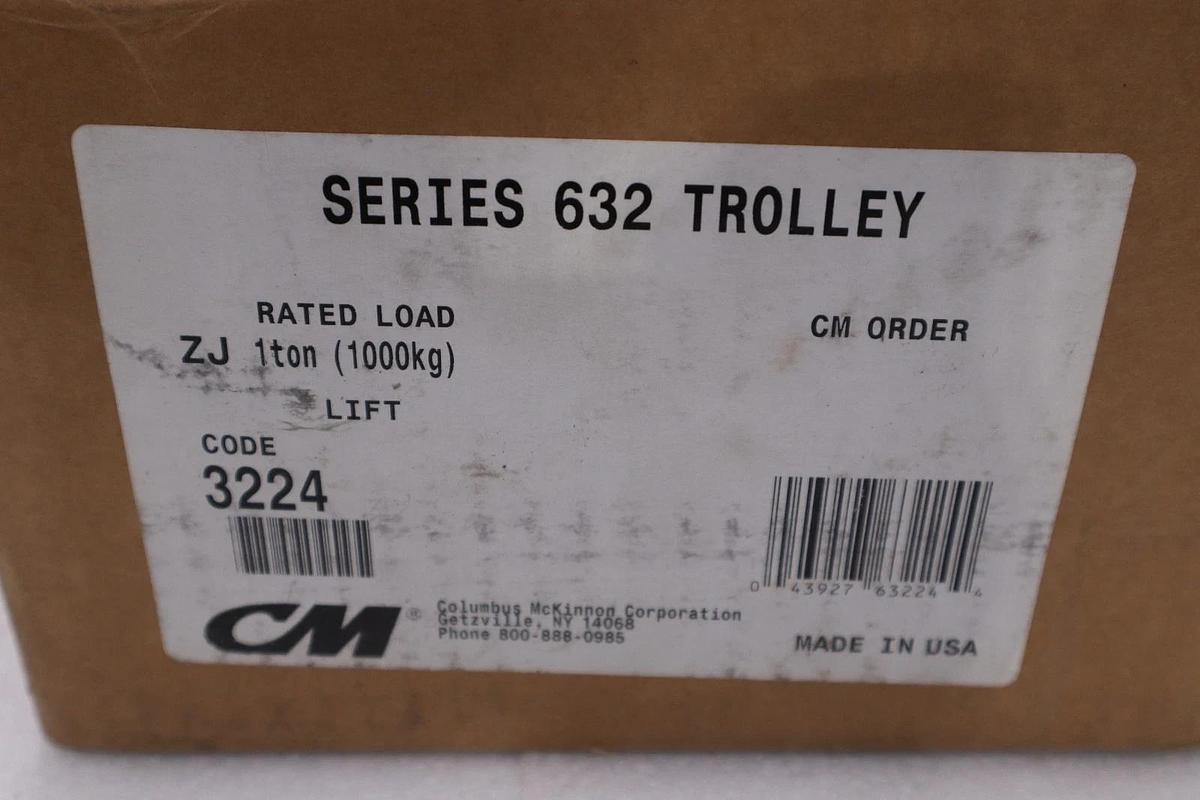 SERIES 632 TROLLEY
RATED LOAD
ZJ 1ton (1000kg)
LIFT
CODE
3224
CM ORDER
0 43927 63224 4
CM ®
Columbus McKinnon Corporation
Getzville, NY 14068
Phone 800-888-0985
MADE IN USA